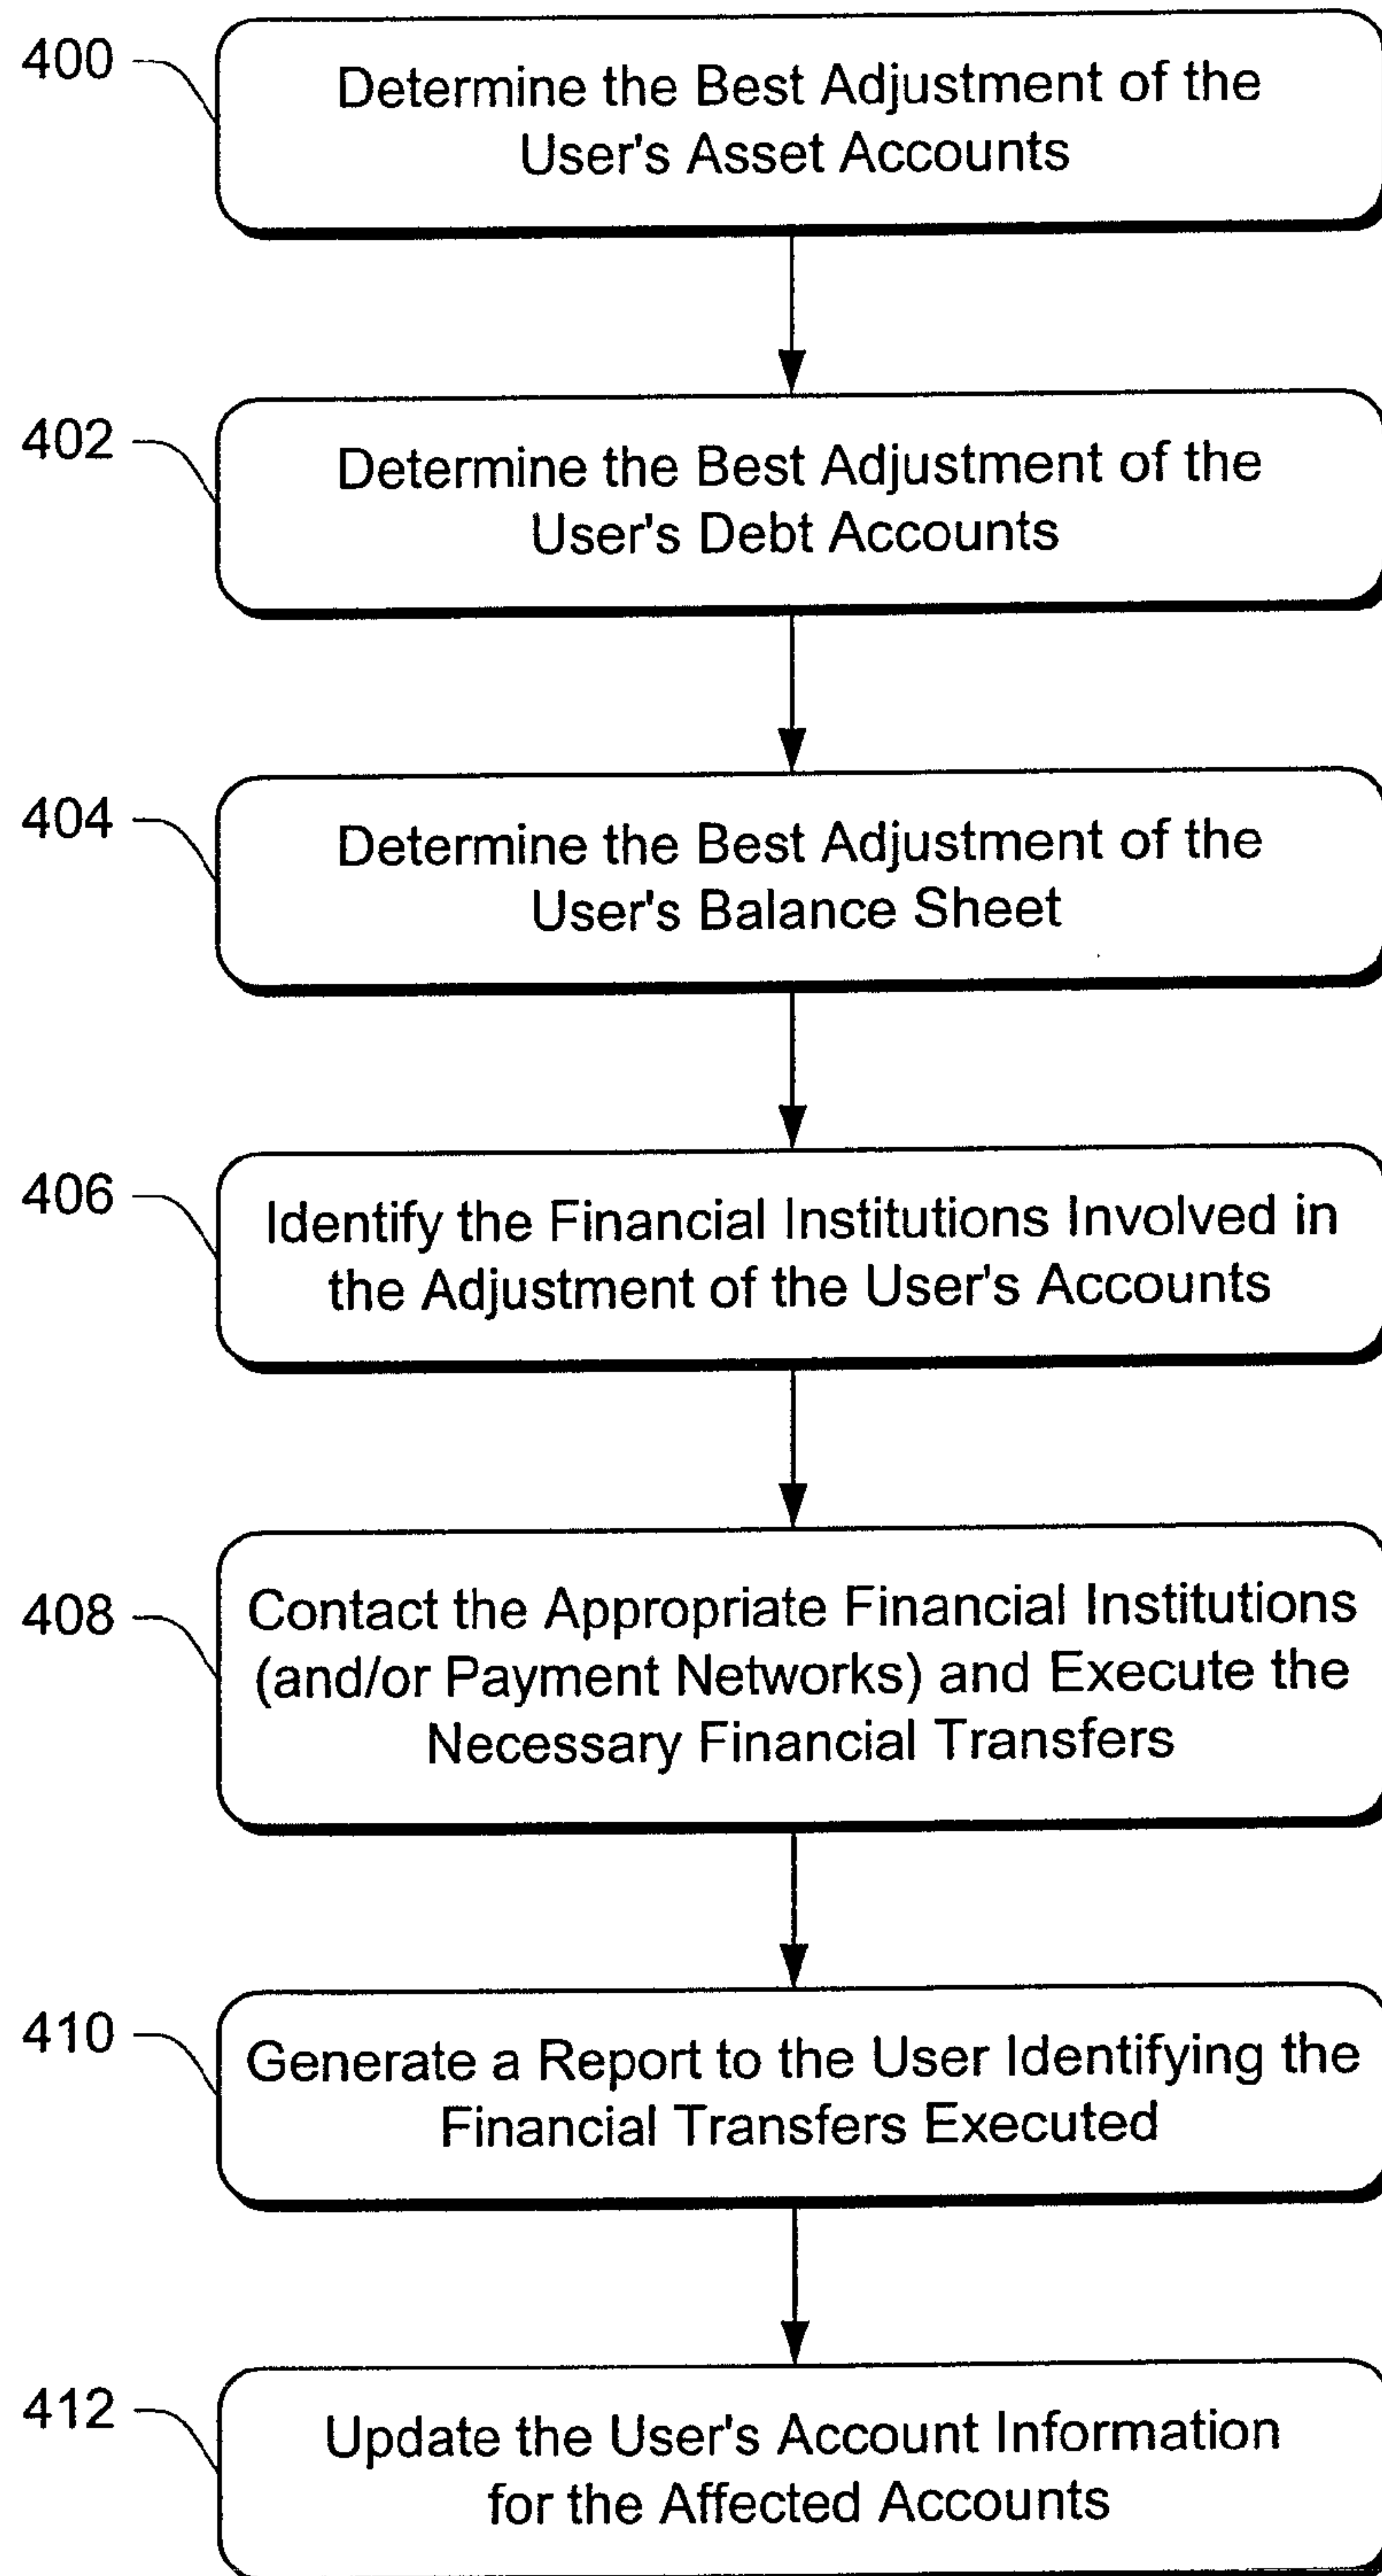 400
Determine the Best Adjustment of the
User's Asset Accounts
402
Determine the Best Adjustment of the
User's Debt Accounts
404
Determine the Best Adjustment of the
User's Balance Sheet
406
Identify the Financial Institutions Involved in
the Adjustment of the User's Accounts
408
Contact the Appropriate Financial Institutions
(and/or Payment Networks) and Execute the
Necessary Financial Transfers
410
Generate a Report to the User Identifying the
Financial Transfers Executed
412
Update the User's Account Information
for the Affected Accounts